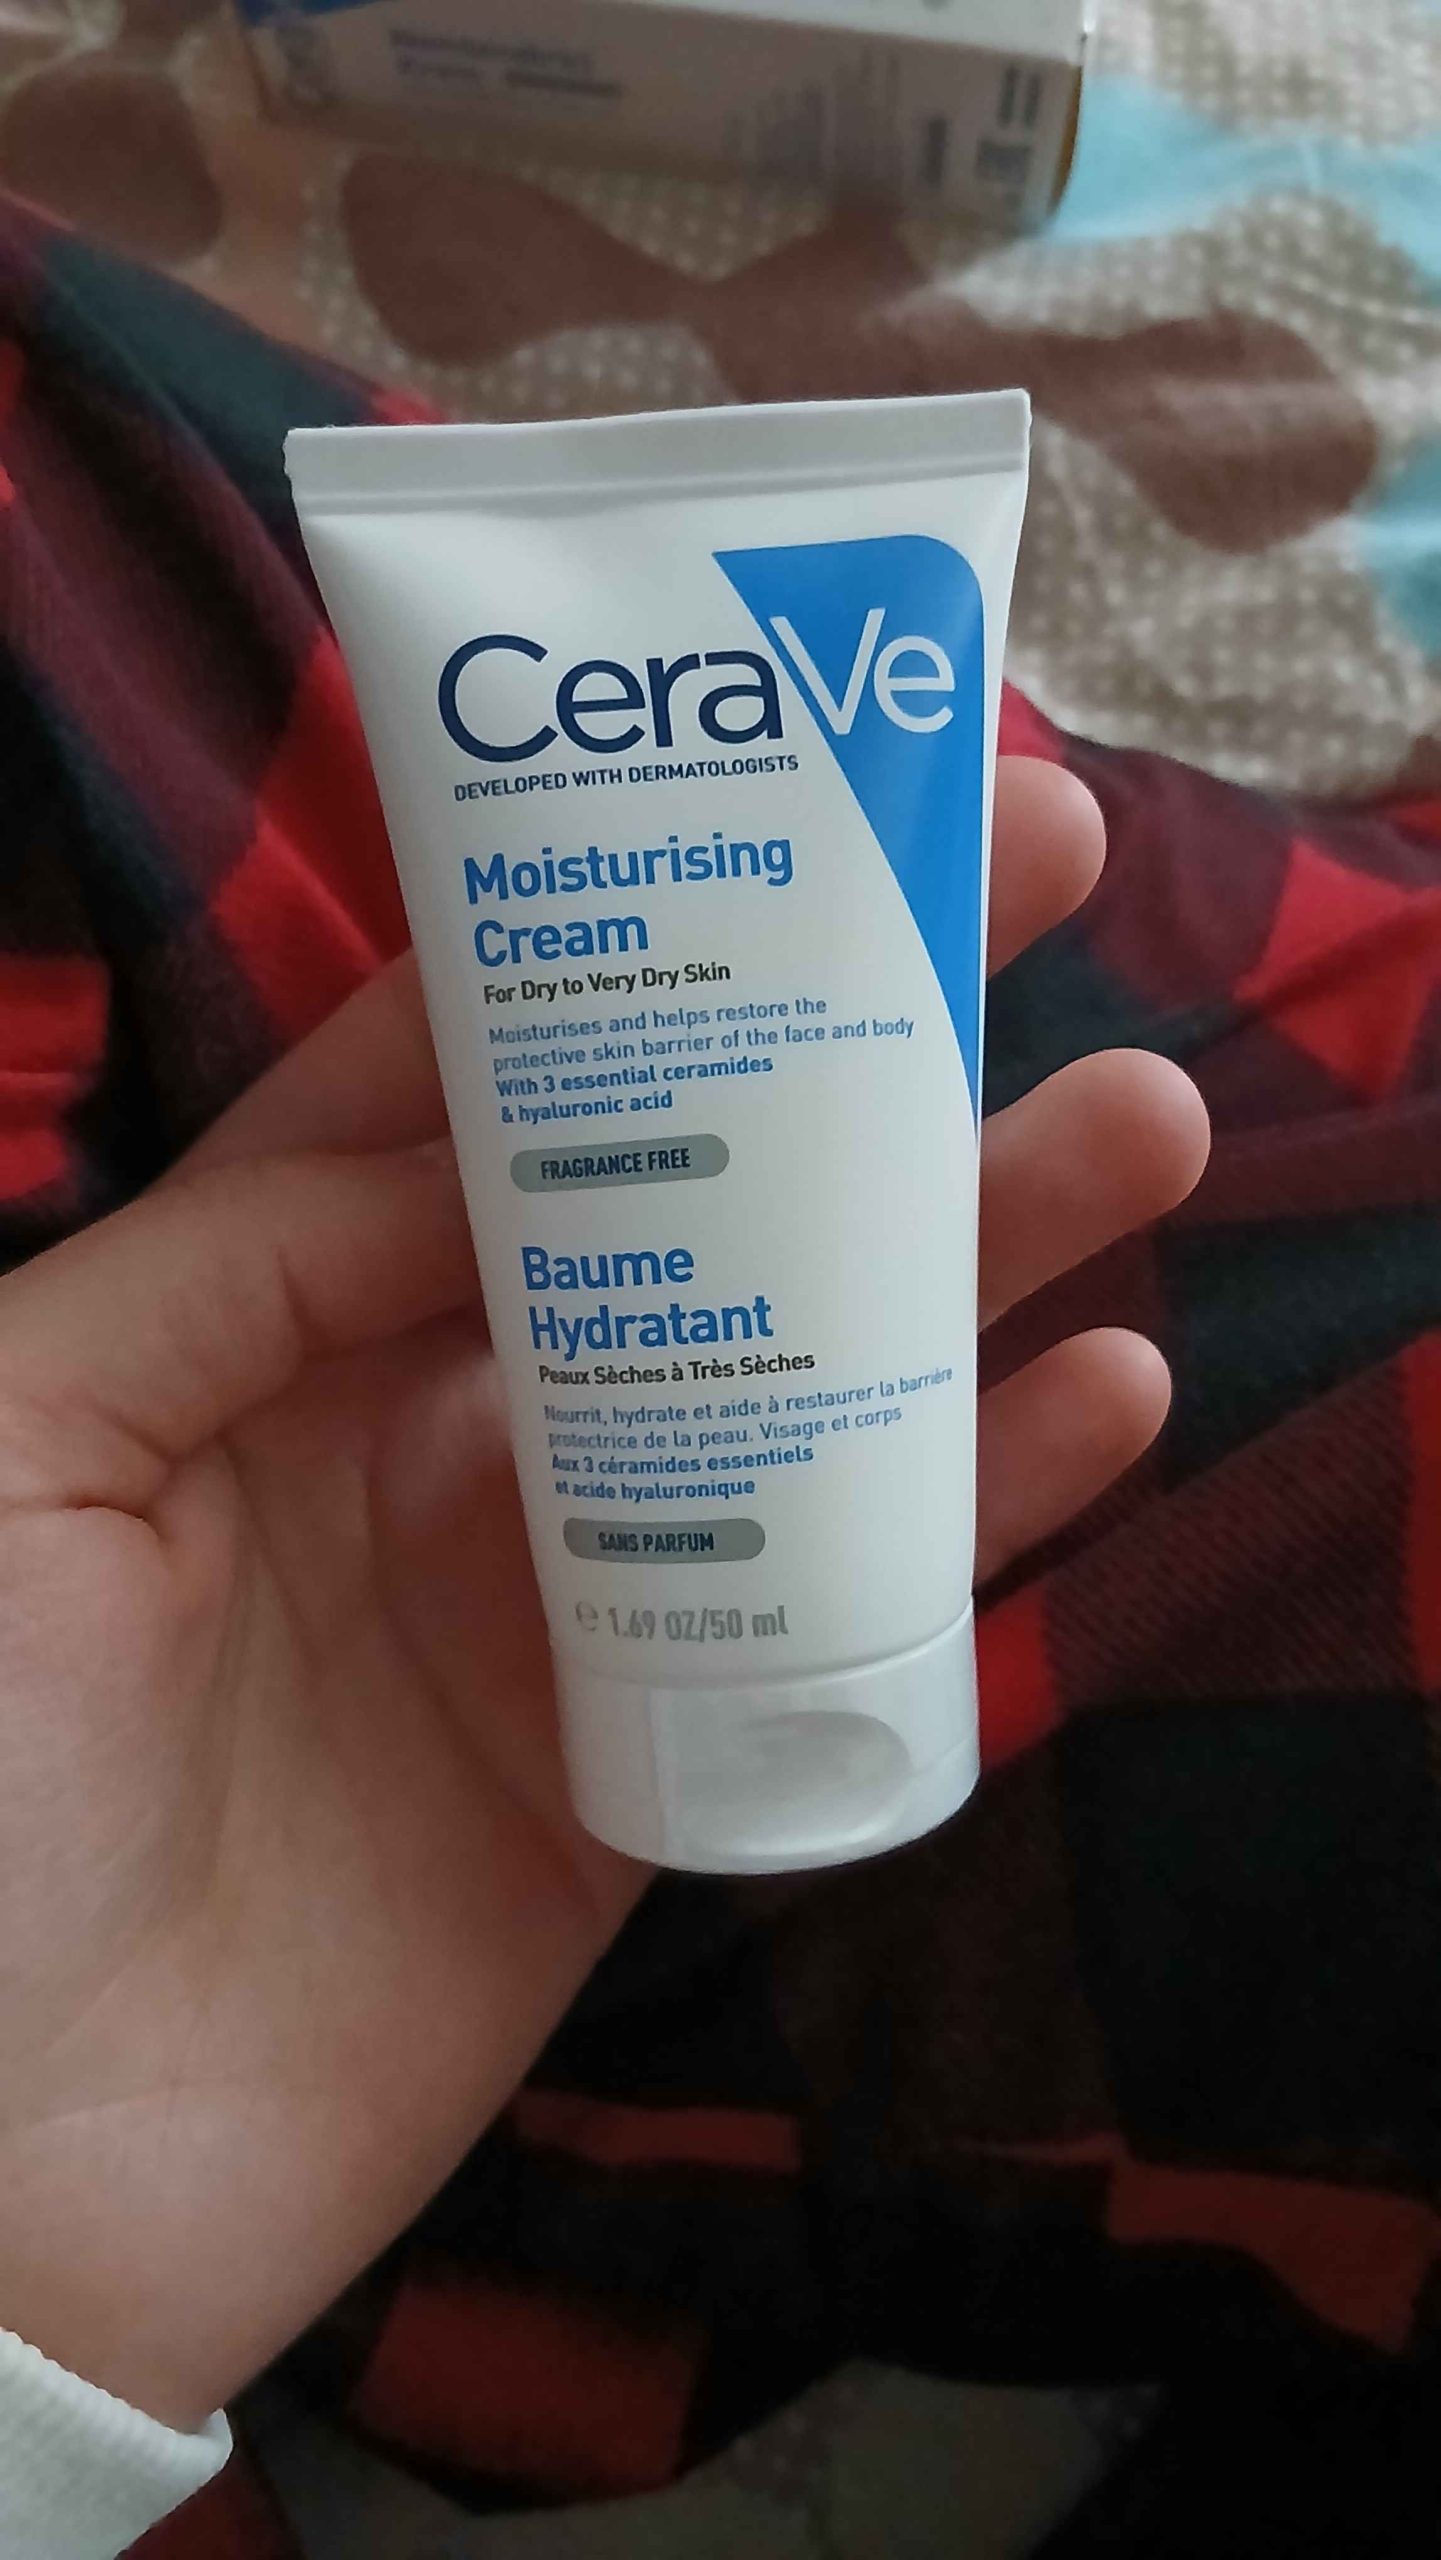 CeraVe
DEVELOPED WITH DERMATOLOGISTS
Moisturising
Cream
For Dry to Very Dry Skin
Moisturises and helps restore the
protective skin barrier of the face and body
With 3 essential ceramides
& hyaluronic acid
FRAGRANCE FREE
Baume
Hydratant
Peaux Sèches à Très Sèches
Nourrit, hydrate et aide à restaurer la barrière
protectrice de la peau. Visage et corps
Aux 3 céramides essentiels
et acide hyaluronique
SANS PARFUM
℮ 1.69 OZ/50 ml